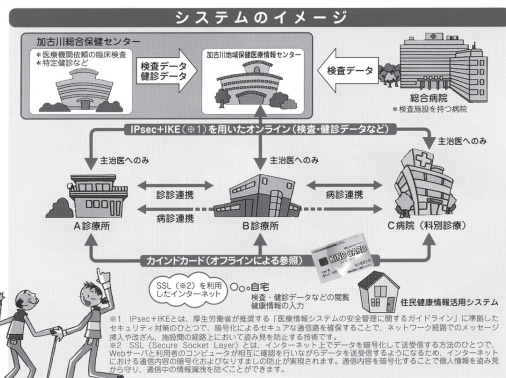 システムのイメージ
加古川総合保健センター
＊医療機関依頼の臨床検査
＊特定健診など
検査データ
健診データ
加古川地域保健医療情報センター
検査データ
総合病院
＊検査施設を持つ病院
IPsec+IKE(※1)を用いたオンライン(検査・健診データなど)
主治医へのみ
主治医へのみ
主治医へのみ
診診連携
病診連携
病診連携
A診療所
B診療所
C病院(科別診療)
カインドカード(オフラインによる参照)
KIND CARD
SSL(※2)を利用
したインターネット
自宅
検査・健診データなどの閲覧
健康情報の入力
住民健康情報活用システム
※1 IPsec+IKEとは、厚生労働省が推奨する「医療情報システムの安全管理に関するガイドライン」に準拠した
セキュリティ対策のひとつで、暗号化によるセキュアな通信路を確保することで、ネットワーク経路でのメッセージ
挿入や改ざん、施設間の経路上において盗み見を防止する技術です。
※2 SSL(Secure Socket Layer)とは、インターネット上でデータを暗号化して送受信する方法のひとつで、
Webサーバと利用者のコンピュータが相互に確認を行いながらデータを送受信するようになるため、インターネット
における通信内容の暗号化およびなりすましの防止が実現されます。通信内容を暗号化することで個人情報を盗み見
から守り、通信中の情報漏洩を防ぐことができます。